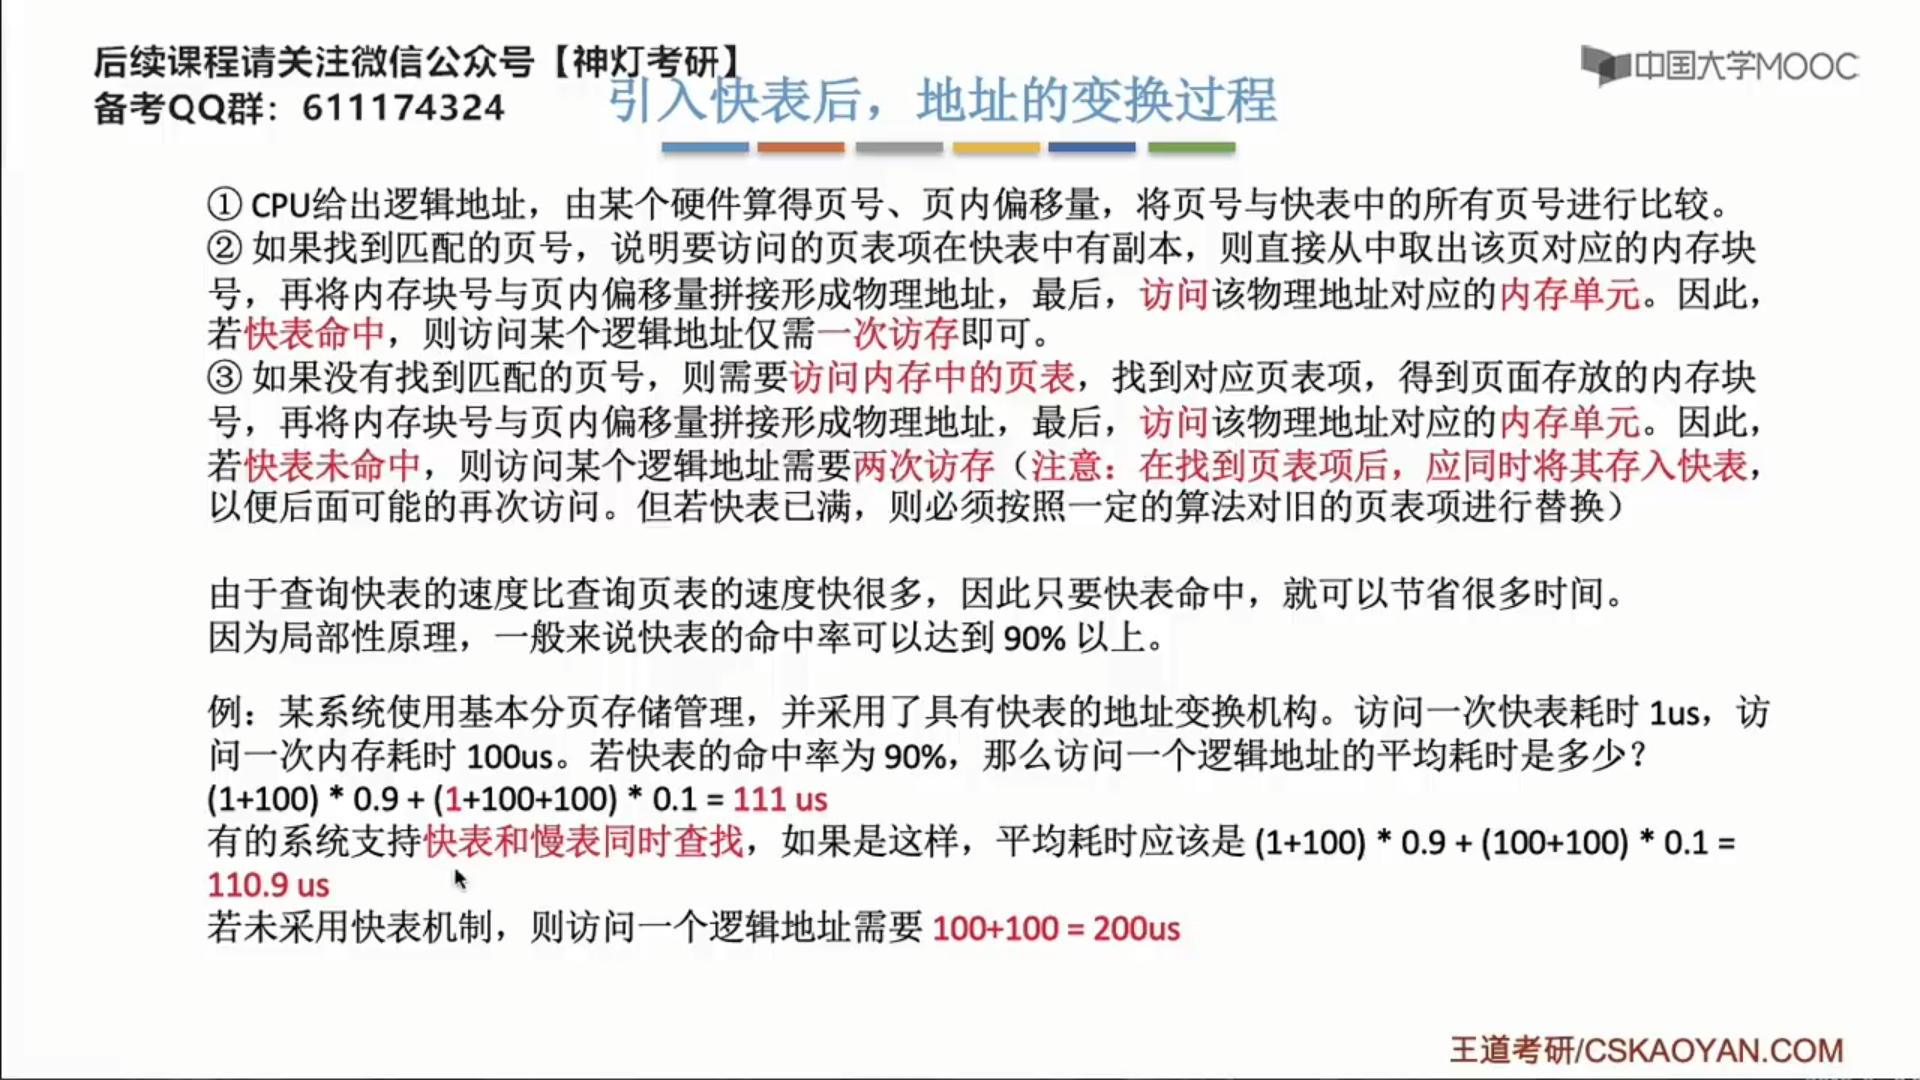 后续课程请关注微信公众号【神灯考研】
备考QQ群：611174324
中国大学MOOC
引入快表后，地址的变换过程
① CPU给出逻辑地址，由某个硬件算得页号、页内偏移量，将页号与快表中的所有页号进行比较。
② 如果找到匹配的页号，说明要访问的页表项在快表中有副本，则直接从中取出该页对应的内存块
号，再将内存块号与页内偏移量拼接形成物理地址，最后，访问该物理地址对应的内存单元。因此，
若快表命中，则访问某个逻辑地址仅需一次访存即可。
③ 如果没有找到匹配的页号，则需要访问内存中的页表，找到对应页表项，得到页面存放的内存块
号，再将内存块号与页内偏移量拼接形成物理地址，最后，访问该物理地址对应的内存单元。因此，
若快表未命中，则访问某个逻辑地址需要两次访存（注意：在找到页表项后，应同时将其存入快表，
以便后面可能的再次访问。但若快表已满，则必须按照一定的算法对旧的页表项进行替换）
由于查询快表的速度比查询页表的速度快很多，因此只要快表命中，就可以节省很多时间。
因为局部性原理，一般来说快表的命中率可以达到 90% 以上。
例：某系统使用基本分页存储管理，并采用了具有快表的地址变换机构。访问一次快表耗时 1us，访
问一次内存耗时 100us。若快表的命中率为 90%，那么访问一个逻辑地址的平均耗时是多少？
(1+100) * 0.9 + (1+100+100) * 0.1 = 111 us
有的系统支持快表和慢表同时查找，如果是这样，平均耗时应该是 (1+100) * 0.9 + (100+100) * 0.1 =
110.9 us
若未采用快表机制，则访问一个逻辑地址需要 100+100 = 200us
王道考研/CSKAOYAN.COM